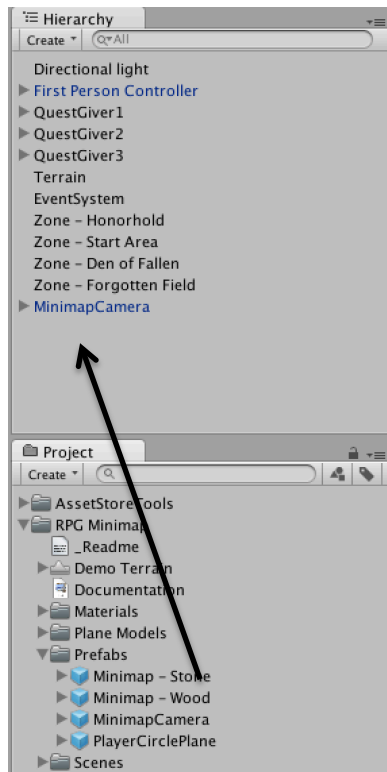 Hierarchy
Create All
Directional light
First Person Controller
QuestGiver1
QuestGiver2
QuestGiver3
Terrain
EventSystem
Zone – Honorhold
Zone – Start Area
Zone – Den of Fallen
Zone – Forgotten Field
MinimapCamera
Project
Create
AssetStoreTools
RPG Minimap
_Readme
Demo Terrain
Documentation
Materials
Plane Models
Prefabs
Minimap – Stone
Minimap – Wood
MinimapCamera
PlayerCirclePlane
Scenes